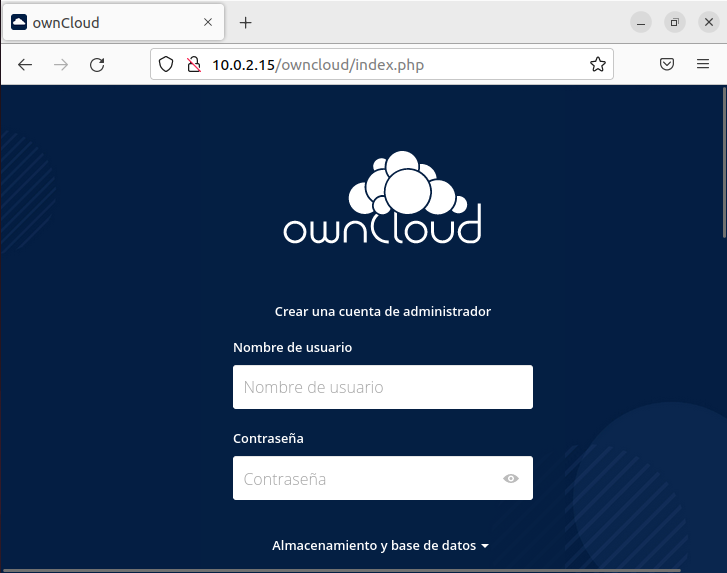 ownCloud
10.0.2.15/owncloud/index.php
ownCloud
Crear una cuenta de administrador
Nombre de usuario
Nombre de usuario
Contraseña
Contraseña
Almacenamiento y base de datos